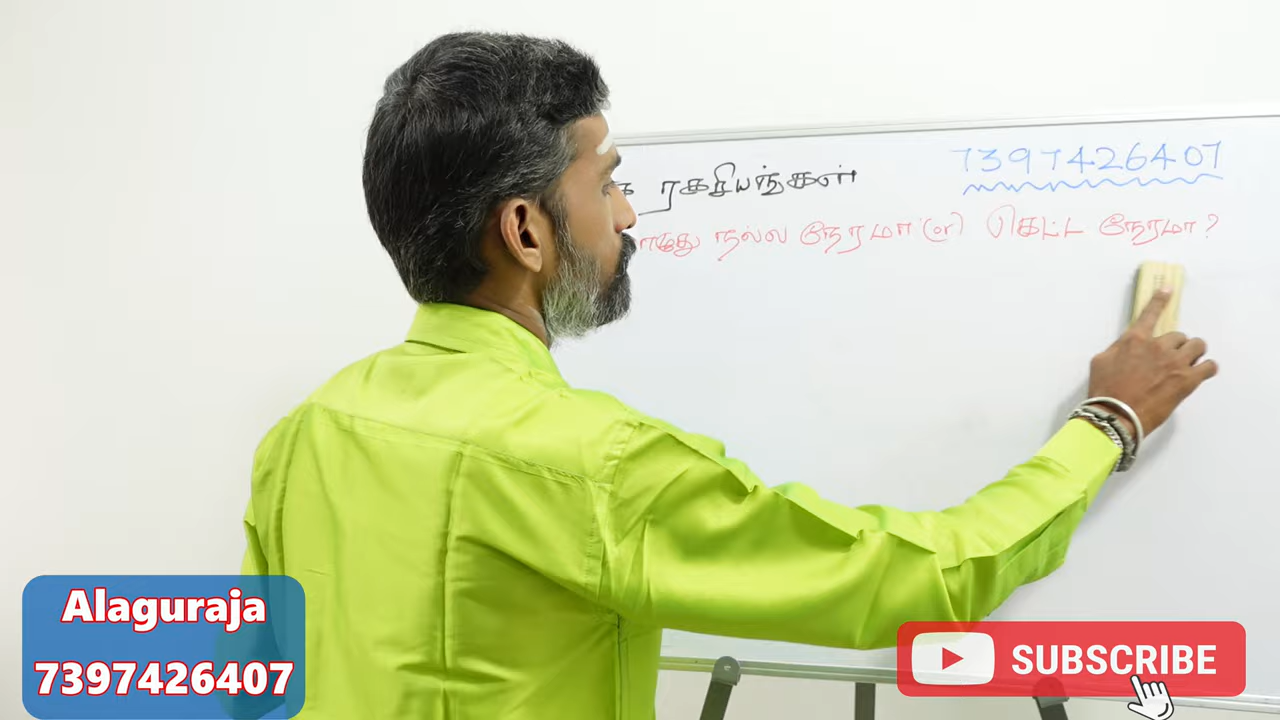 7397426407
ரகசியங்கள்
நல்ல நேரமா (or) கெட்ட நேரமா?
Alaguraja
7397426407
SUBSCRIBE